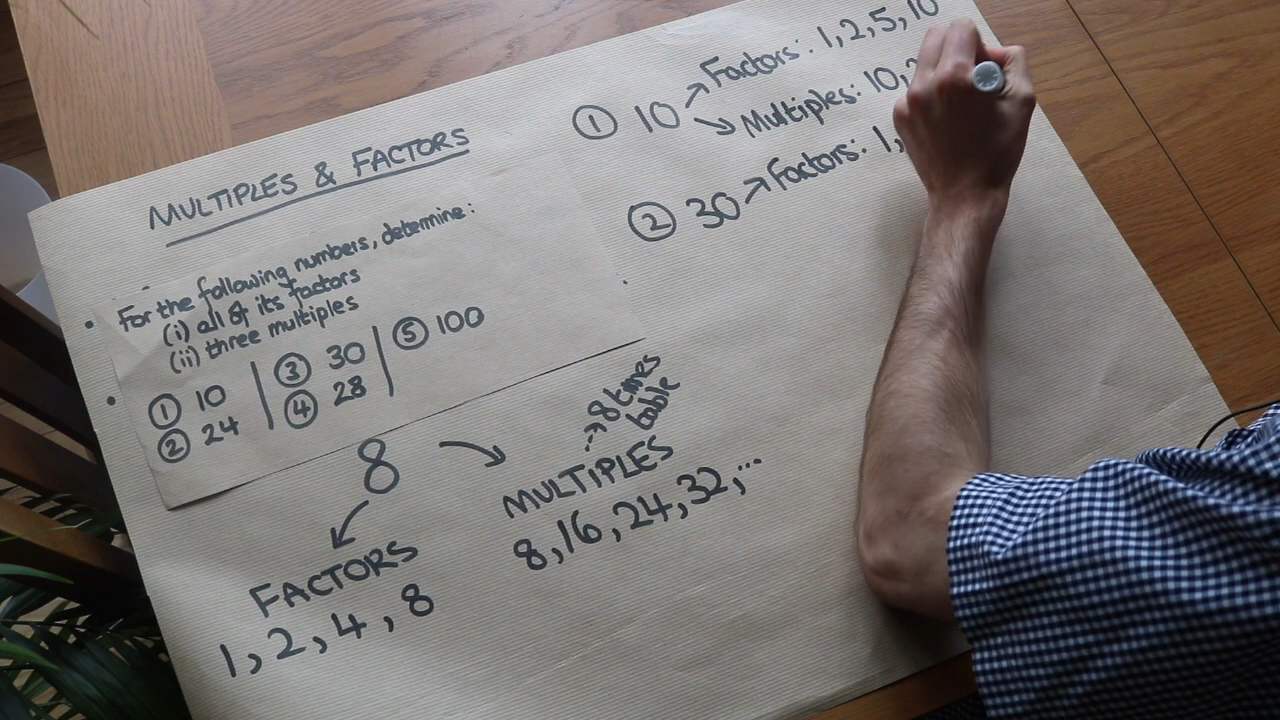 MULTIPLES & FACTORS
For the following numbers, determine:
(i) all of its factors
(ii) three multiples
① 10
② 24
③ 30
④ 28
⑤ 100
8
FACTORS
1, 2, 4, 8
→ 8 times
table
MULTIPLES
8, 16, 24, 32, ...
① 10
Factors: 1, 2, 5, 10
Multiples: 10,
② 30
Factors: 1,